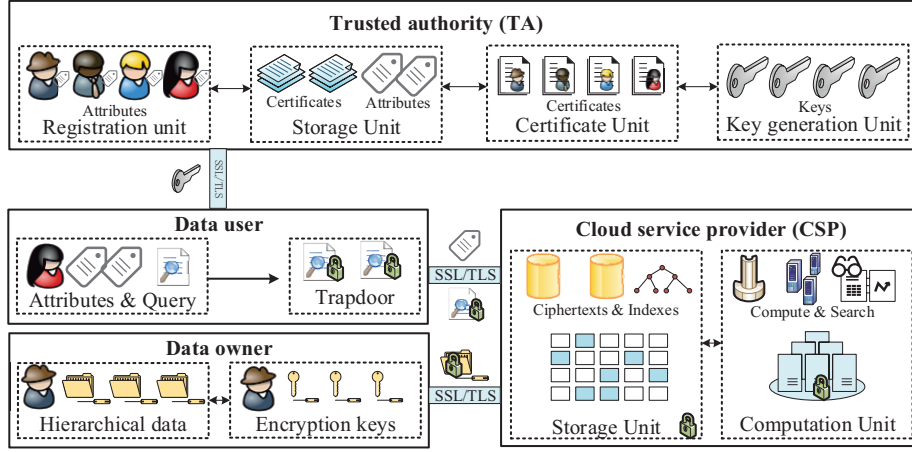 Trusted authority (TA)
Attributes
Registration unit
Certificates
Attributes
Storage Unit
Certificates
Certificate Unit
Keys
Key generation Unit
SSL/TLS
Data user
Attributes & Query
Trapdoor
SSL/TLS
Data owner
Hierarchical data
Encryption keys
SSL/TLS
Cloud service provider (CSP)
Ciphertexts & Indexes
Storage Unit
Compute & Search
Computation Unit